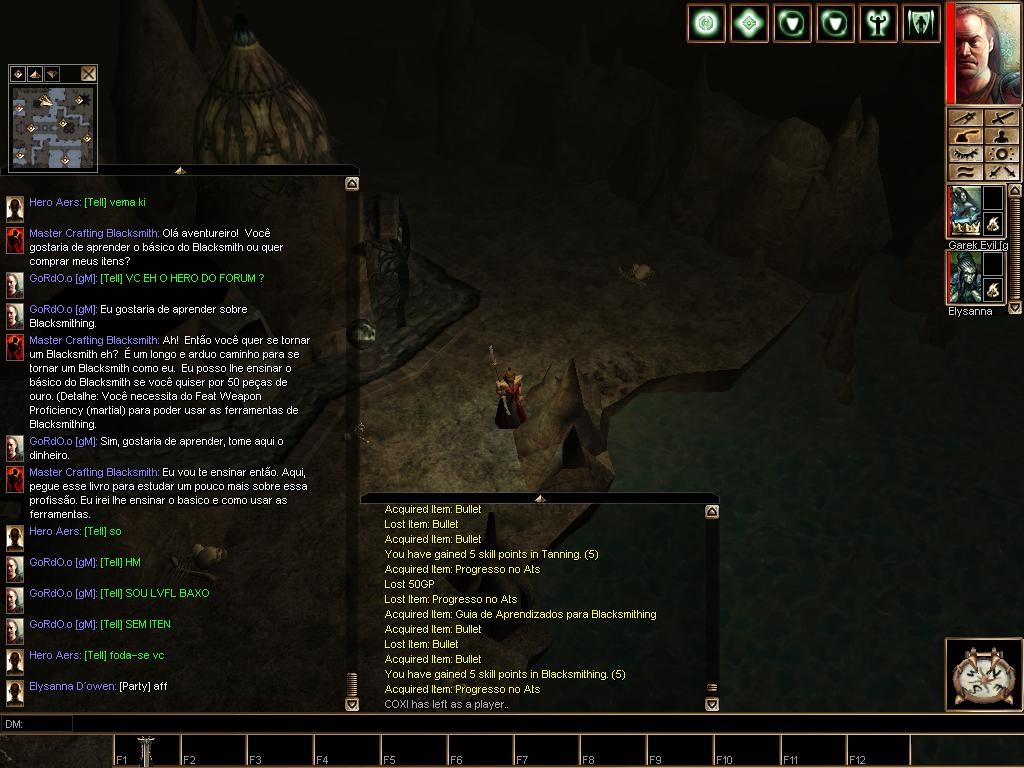 Hero Aers: [Tell] vema ki
Master Crafting Blacksmith: Olá aventureiro!  Você
gostaria de aprender o básico do Blacksmith ou quer
comprar meus itens?
GoRdO.o [gM]: [Tell] VC EH O HERO DO FORUM ?
GoRdO.o [gM]: Eu gostaria de aprender sobre
Blacksmithing.
Master Crafting Blacksmith: Ah!  Então você quer se tornar
um Blacksmith eh?  É um longo e arduo caminho para se
tornar um Blacksmith como eu.  Eu posso lhe ensinar o
básico do Blacksmith se você quiser por 50 peças de
ouro. (Detalhe: Você necessita do Feat Weapon
Proficiency (martial) para poder usar as ferramentas de
Blacksmithing.
GoRdO.o [gM]: Sim, gostaria de aprender, tome aqui o
dinheiro.
Master Crafting Blacksmith: Eu vou te ensinar então. Aqui,
pegue esse livro para estudar um pouco mais sobre essa
profissão. Eu irei lhe ensinar o basico e como usar as
ferramentas.
Hero Aers: [Tell] so
GoRdO.o [gM]: [Tell] HM
GoRdO.o [gM]: [Tell] SOU LVFL BAXO
GoRdO.o [gM]: [Tell] SEM ITEN
Hero Aers: [Tell] foda-se vc
Elysanna D'owen: [Party] aff
Acquired Item: Bullet
Lost Item: Bullet
Acquired Item: Bullet
You have gained 5 skill points in Tanning. (5)
Acquired Item: Progresso no Ats
Lost 50GP
Lost Item: Progresso no Ats
Acquired Item: Guia de Aprendizados para Blacksmithing
Acquired Item: Bullet
Lost Item: Bullet
Acquired Item: Bullet
You have gained 5 skill points in Blacksmithing. (5)
Acquired Item: Progresso no Ats
COXI has left as a player..
Garek Evil [g
Elysanna
DM:
F1 F2 F3 F4 F5 F6 F7 F8 F9 F10 F11 F12